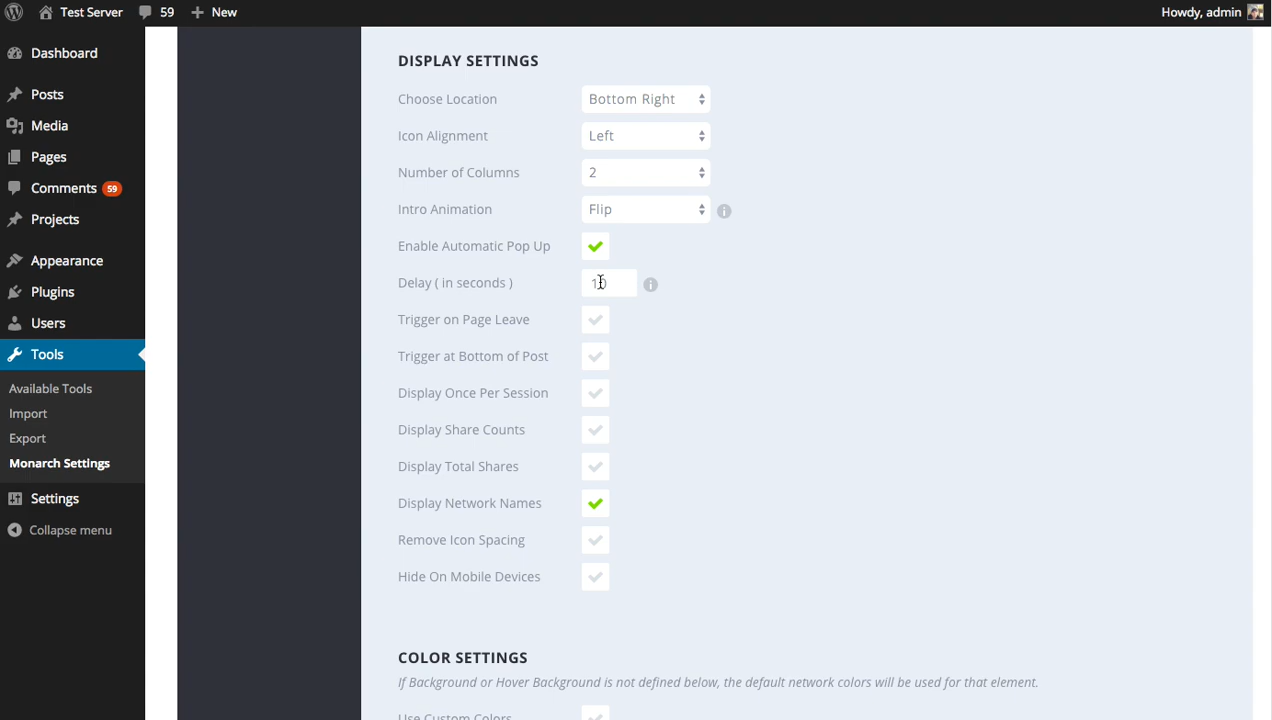 Test Server
59
New
Howdy, admin
Dashboard
Posts
Media
Pages
Comments 59
Projects
Appearance
Plugins
Users
Tools
Available Tools
Import
Export
Monarch Settings
Settings
Collapse menu
DISPLAY SETTINGS
Choose Location Bottom Right
Icon Alignment Left
Number of Columns 2
Intro Animation Flip
Enable Automatic Pop Up
Delay ( in seconds ) 10
Trigger on Page Leave
Trigger at Bottom of Post
Display Once Per Session
Display Share Counts
Display Total Shares
Display Network Names
Remove Icon Spacing
Hide On Mobile Devices
COLOR SETTINGS
If Background or Hover Background is not defined below, the default network colors will be used for that element.
Use Custom Colors